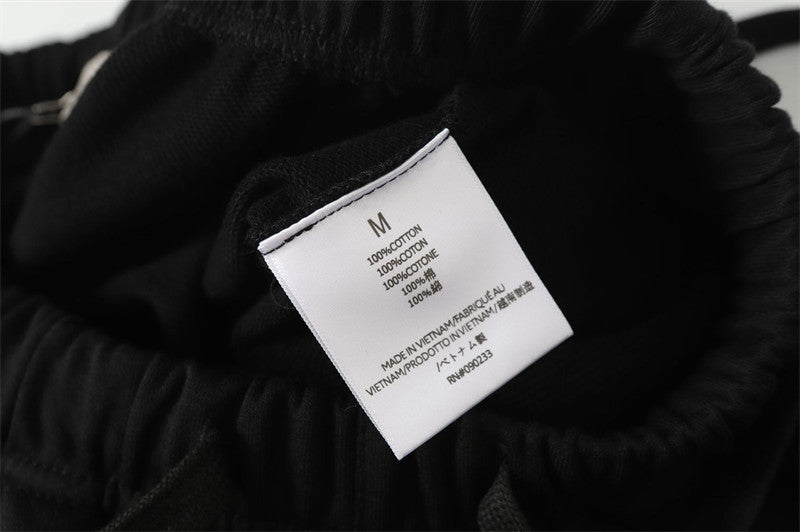 M
100%COTTON
100%COTON
100%COTONE
100%棉
100%綿
MADE IN VIETNAM/FABRIQUÉ AU
VIETNAM/PRODOTTO IN VIETNAM/越南制造
/ベトナム製
RN#090233